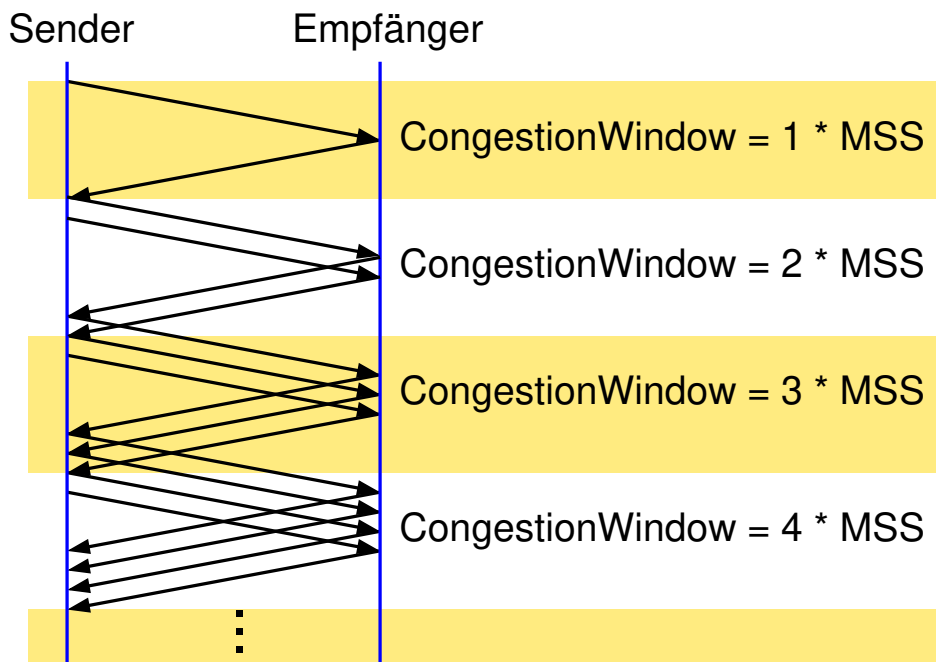 Sender Empfänger
CongestionWindow = 1 * MSS
CongestionWindow = 2 * MSS
CongestionWindow = 3 * MSS
CongestionWindow = 4 * MSS